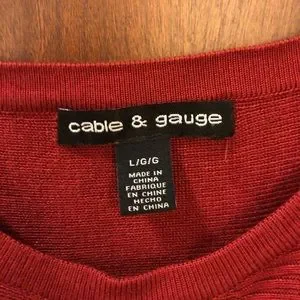 cable & gauge
L/G/G
MADE IN
CHINA
FABRIQUE
EN CHINE
HECHO
EN CHINA